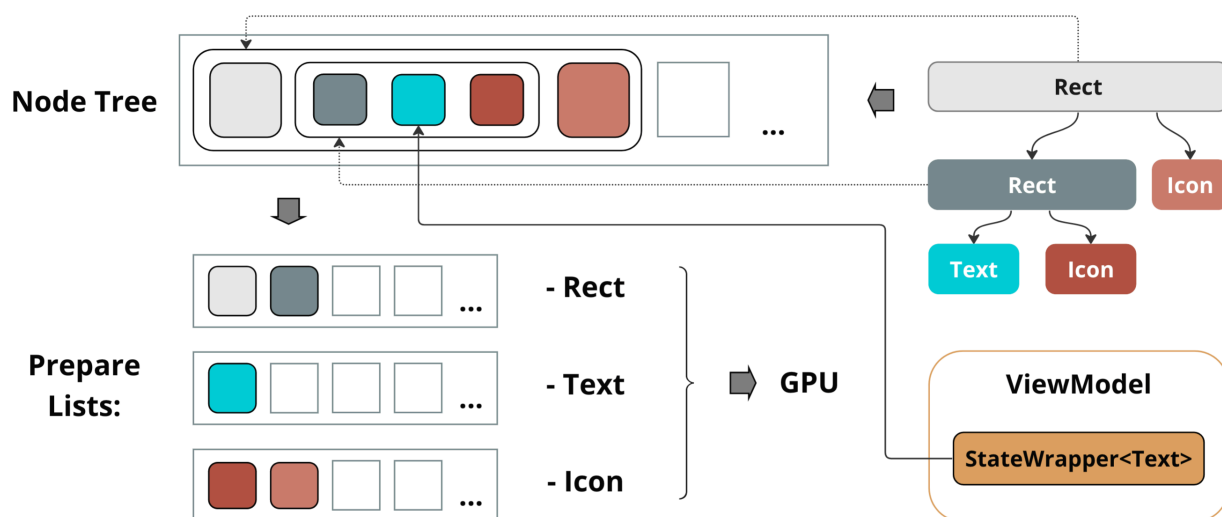 Node Tree
...
Rect
Rect
Icon
Text
Icon
Prepare
Lists:
...
- Rect
...
- Text
...
- Icon
GPU
ViewModel
StateWrapper<Text>